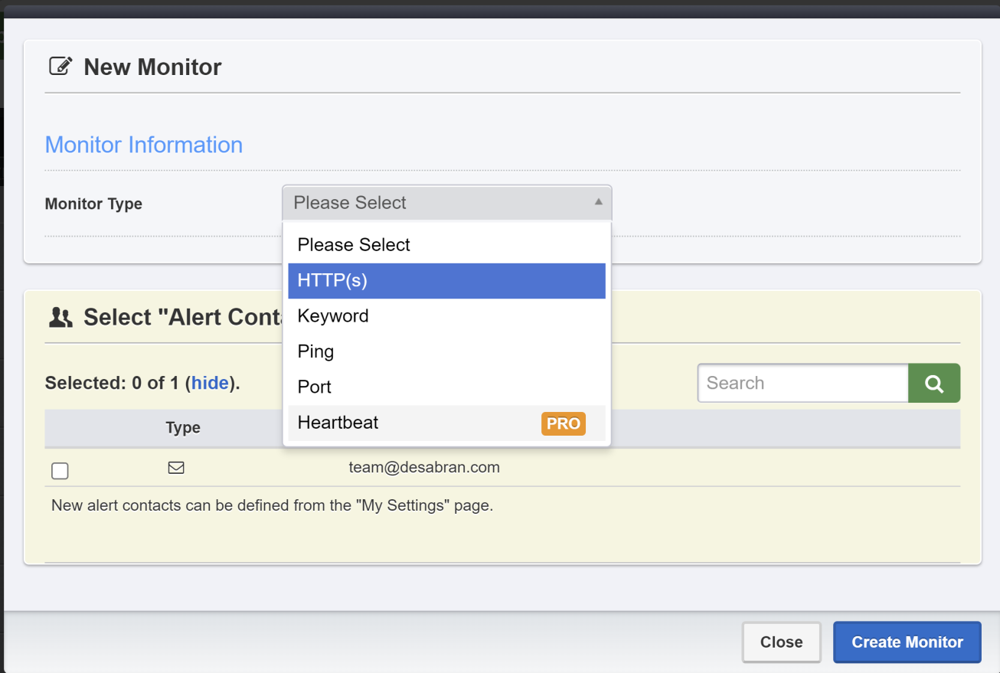 New Monitor
Monitor Information
Monitor Type
Please Select
Please Select
HTTP(s)
Keyword
Ping
Port
Heartbeat PRO
Select "Alert
Selected: 0 of 1 (hide).
Search
Type
team@desabran.com
New alert contacts can be defined from the "My Settings" page.
Close
Create Monitor